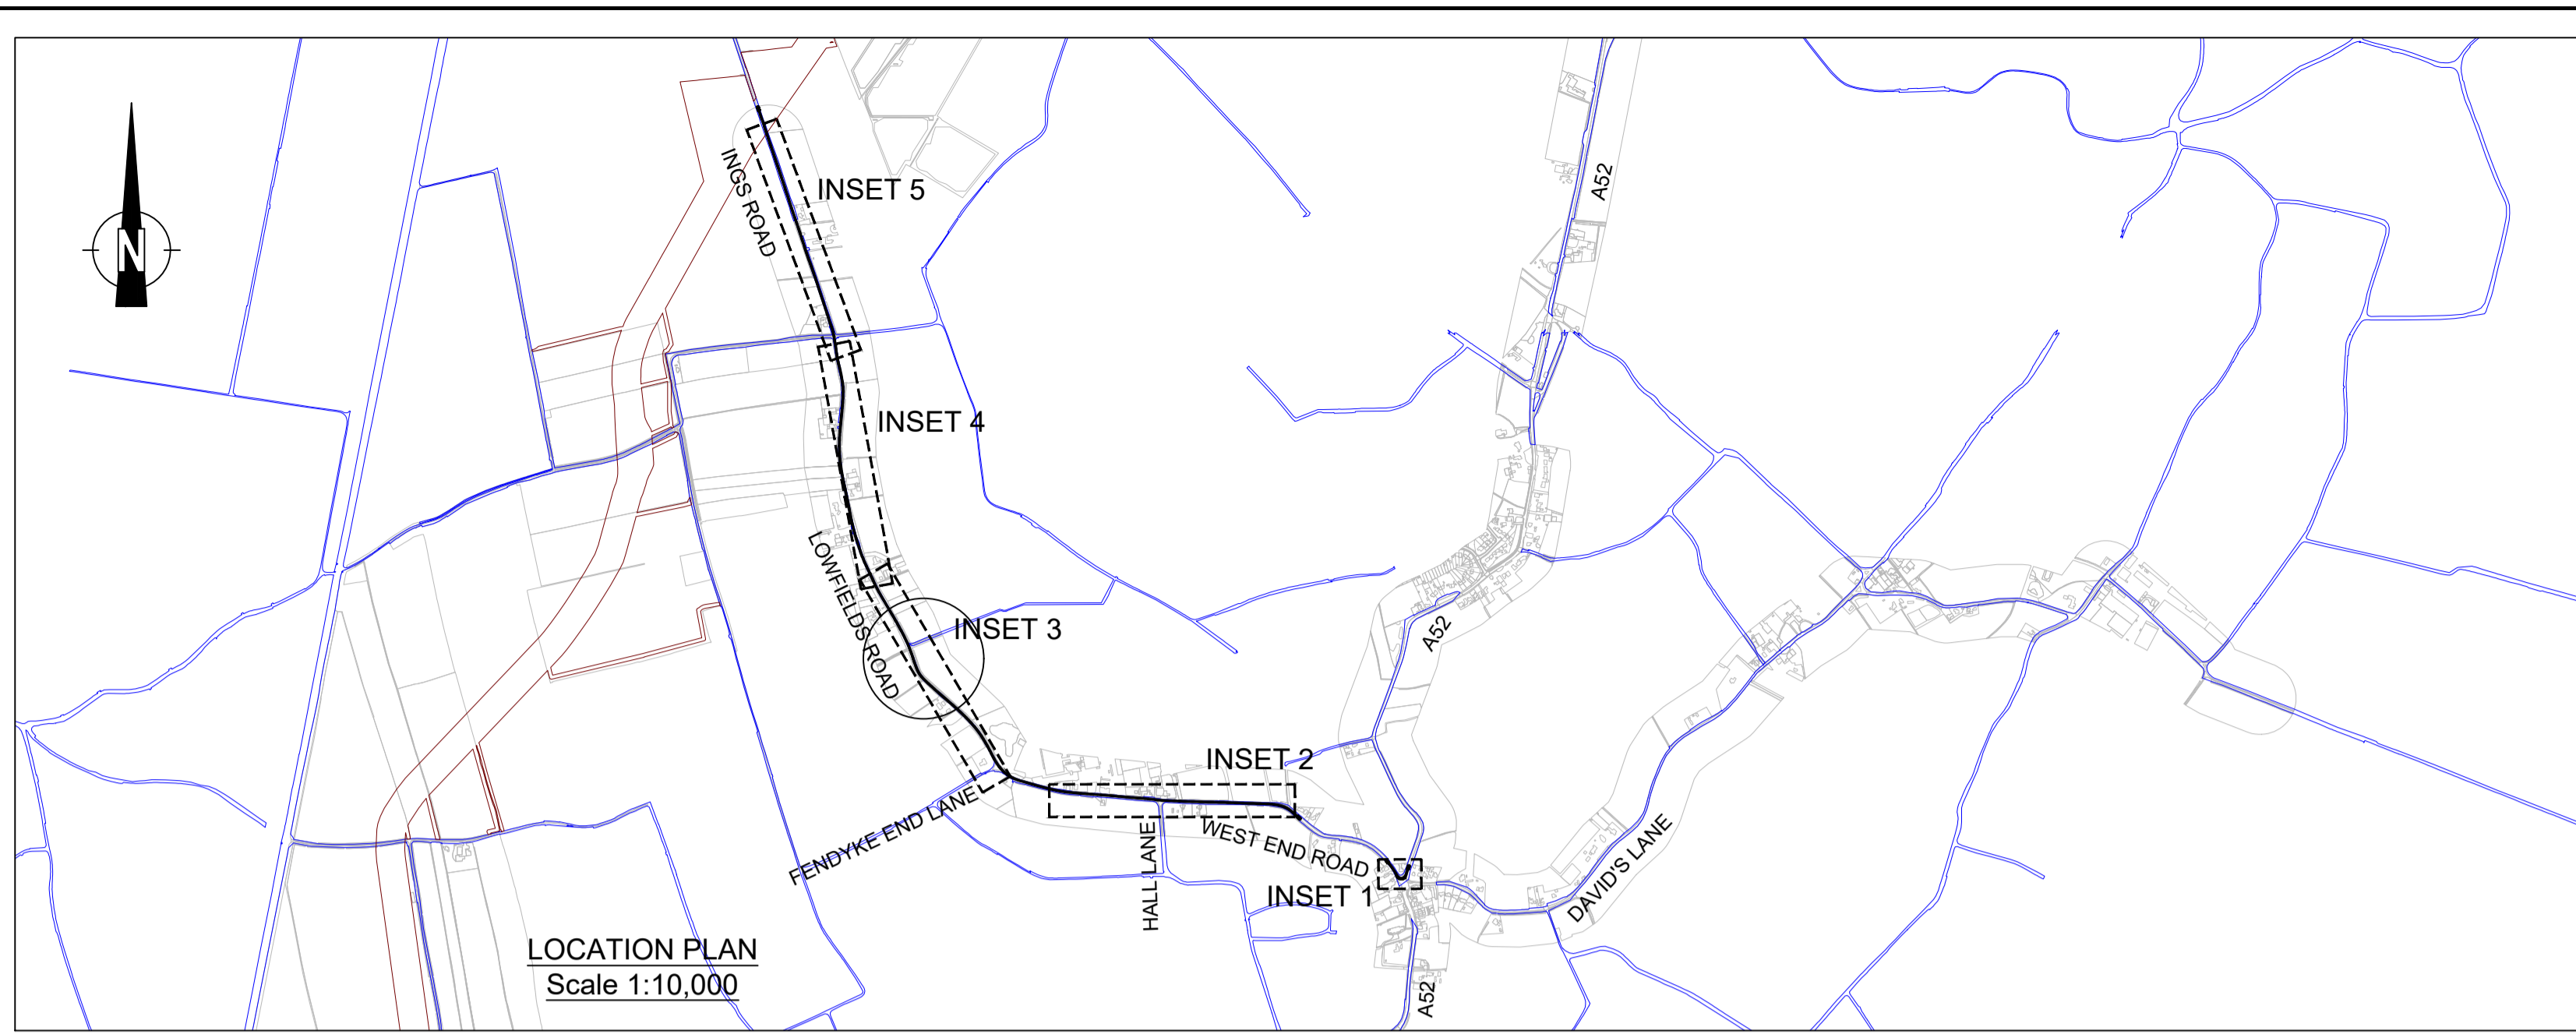 INSET 5
A52
INGS ROAD
N
INSET 4
LOWFIELDS ROAD
INSET 3
A52
INSET 2
FENDYKE END LANE
HALL LANE
WEST END ROAD
INSET 1
DAVID'S LANE
LOCATION PLAN
Scale 1:10,000
A52